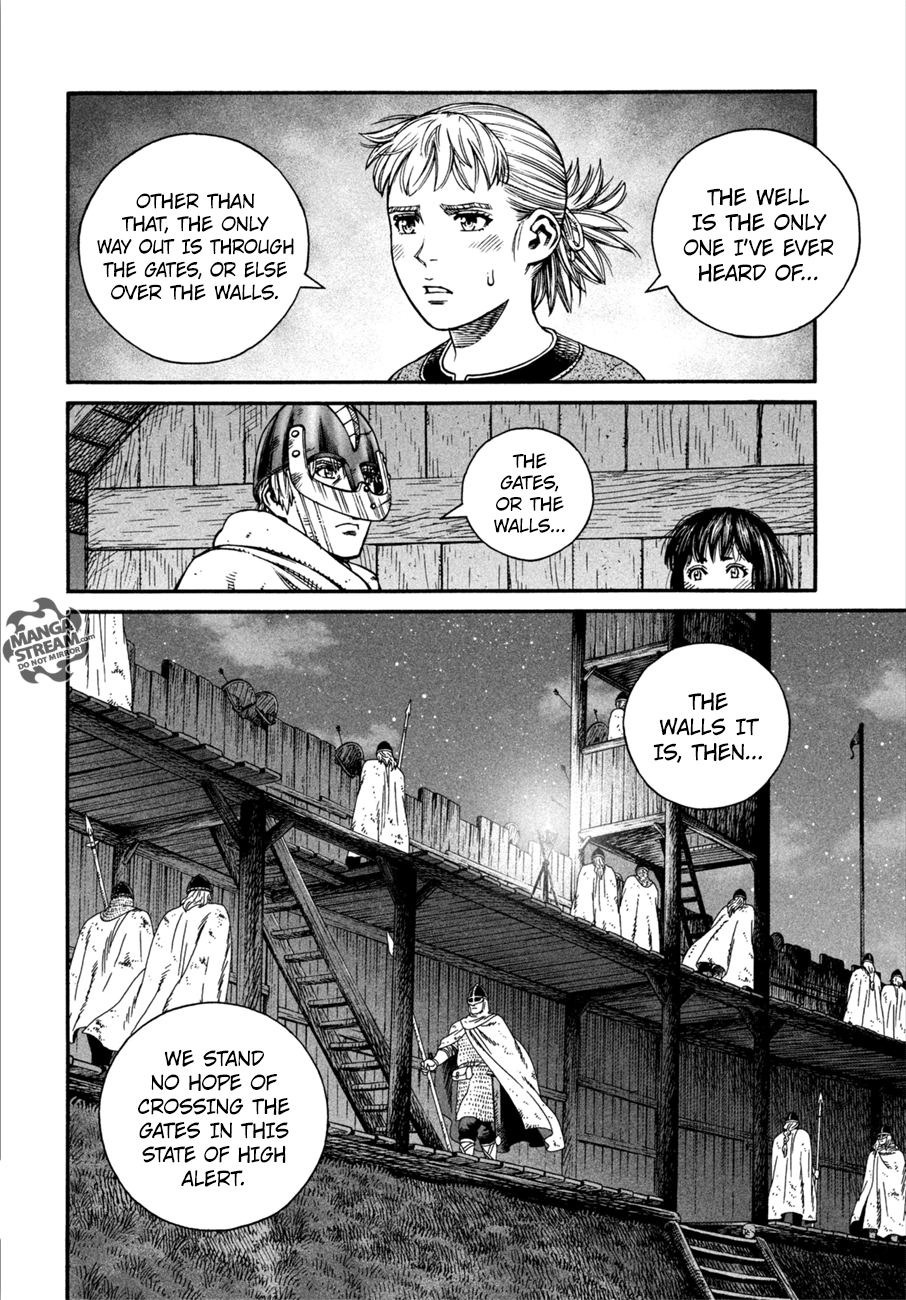 THE WELL
IS THE ONLY
ONE I'VE EVER
HEARD OF...
OTHER THAN
THAT, THE ONLY
WAY OUT IS THROUGH
THE GATES, OR ELSE
OVER THE WALLS.
THE
GATES,
OR THE
WALLS...
MANGA
STREAM.com
DO NOT MIRROR
THE
WALLS IT
IS, THEN...
WE STAND
NO HOPE OF
CROSSING THE
GATES IN THIS
STATE OF HIGH
ALERT.